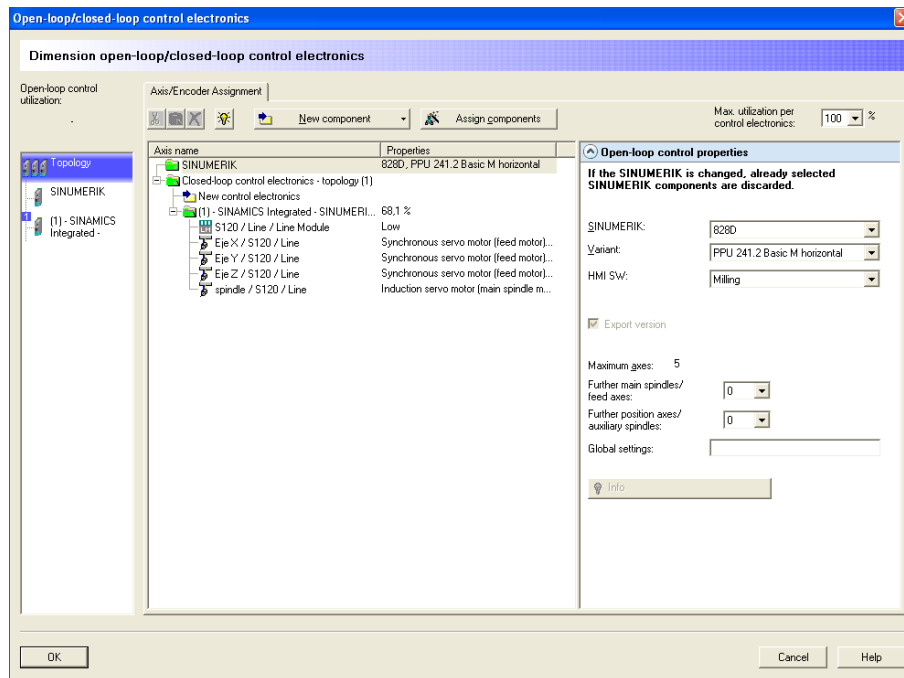 Open-loop/closed-loop control electronics
Dimension open-loop/closed-loop control electronics
Open-loop control
utilization:
-
Topology
SINUMERIK
1
(1) - SINAMICS
Integrated -
Axis/Encoder Assignment
New component
Assign components
Max. utilization per
control electronics:
100
%
Axis name
Properties
SINUMERIK
828D, PPU 241.2 Basic M horizontal
Closed-loop control electronics - topology (1)
New control electronics
(1) - SINAMICS Integrated - SINUMERI...
68,1 %
S120 / Line / Line Module
Low
Eje X / S120 / Line
Synchronous servo motor (feed motor)...
Eje Y / S120 / Line
Synchronous servo motor (feed motor)...
Eje Z / S120 / Line
Synchronous servo motor (feed motor)...
spindle / S120 / Line
Induction servo motor (main spindle m...
Open-loop control properties
If the SINUMERIK is changed, already selected
SINUMERIK components are discarded.
SINUMERIK:
828D
Variant:
PPU 241.2 Basic M horizontal
HMI SW:
Milling
Export version
Maximum axes:
5
Further main spindles/
feed axes:
0
Further position axes/
auxiliary spindles:
0
Global settings:
Info
OK
Cancel
Help